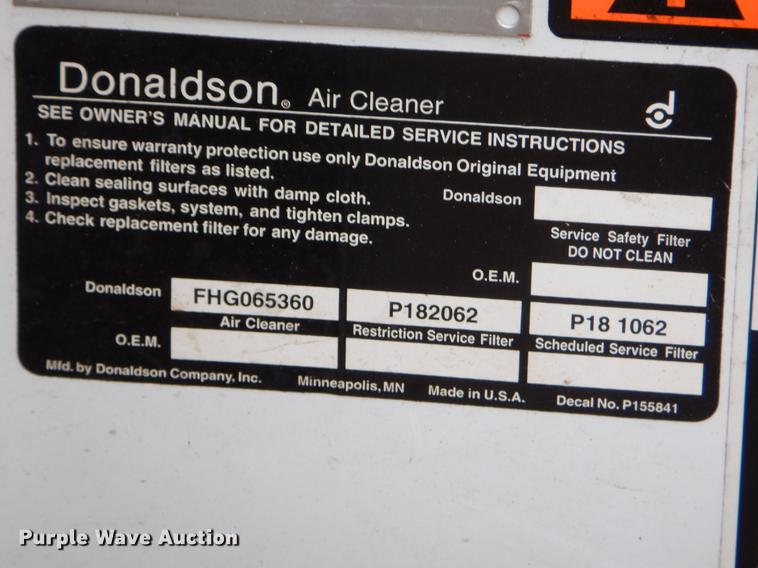 Donaldson® Air Cleaner
SEE OWNER'S MANUAL FOR DETAILED SERVICE INSTRUCTIONS
1. To ensure warranty protection use only Donaldson Original Equipment
replacement filters as listed.
2. Clean sealing surfaces with damp cloth.
3. Inspect gaskets, system, and tighten clamps.
4. Check replacement filter for any damage.
Donaldson
Service Safety Filter
DO NOT CLEAN
O.E.M.
Donaldson FHG065360 P182062 P18 1062
Air Cleaner Restriction Service Filter Scheduled Service Filter
O.E.M.
Mfd. by Donaldson Company, Inc. Minneapolis, MN Made in U.S.A. Decal No. P155841
Purple Wave Auction